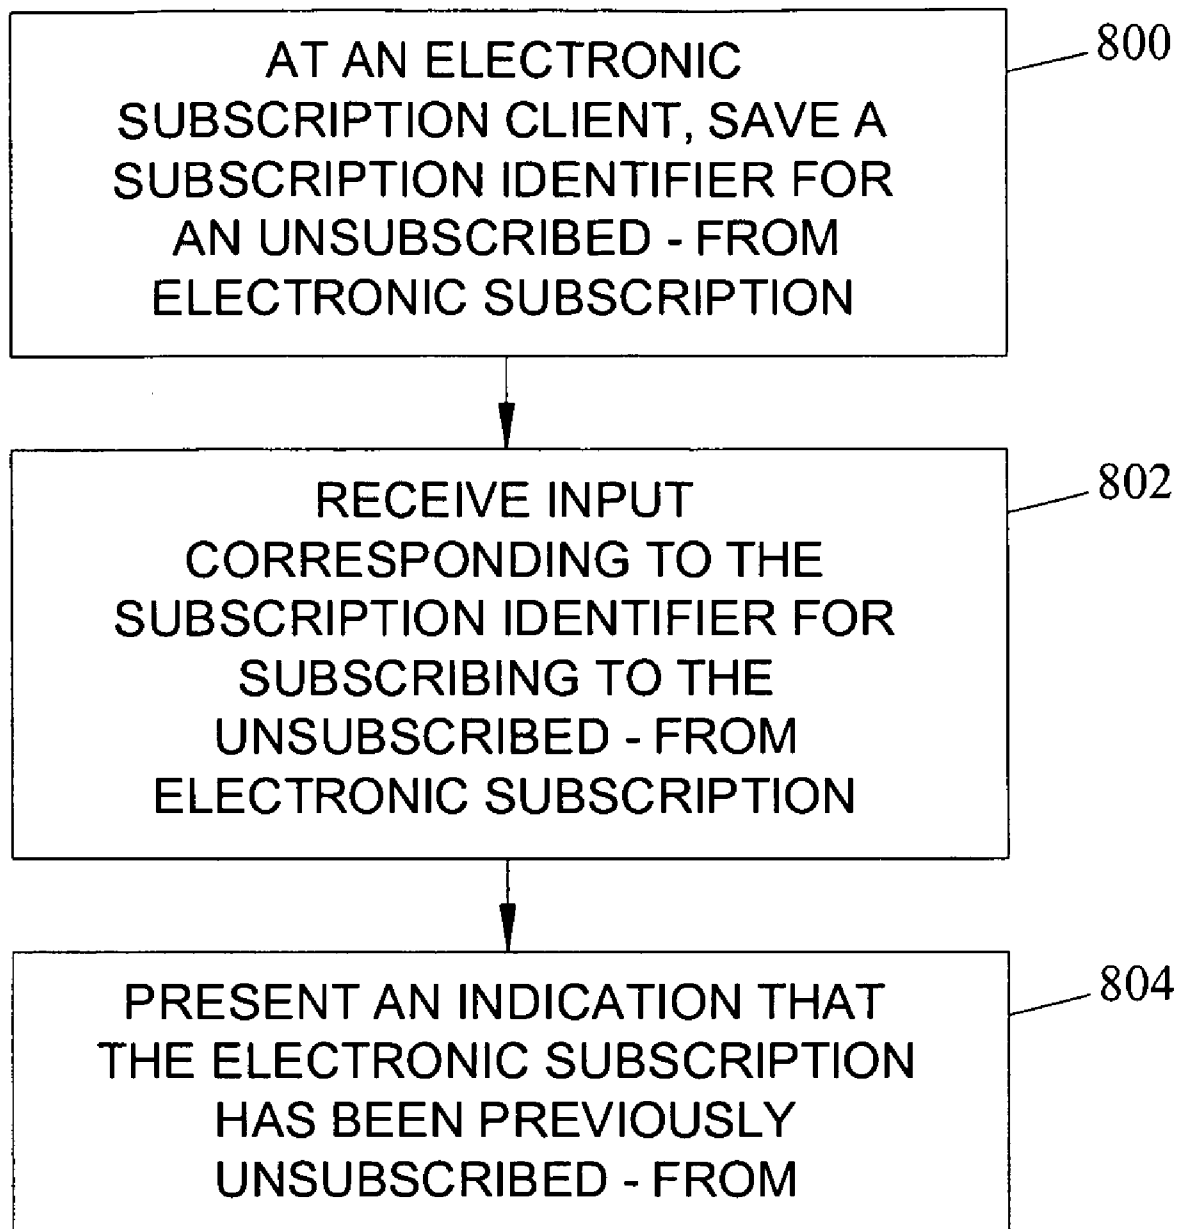 AT AN ELECTRONIC
SUBSCRIPTION CLIENT, SAVE A
SUBSCRIPTION IDENTIFIER FOR
AN UNSUBSCRIBED - FROM
ELECTRONIC SUBSCRIPTION
800
RECEIVE INPUT
CORRESPONDING TO THE
SUBSCRIPTION IDENTIFIER FOR
SUBSCRIBING TO THE
UNSUBSCRIBED - FROM
ELECTRONIC SUBSCRIPTION
802
PRESENT AN INDICATION THAT
THE ELECTRONIC SUBSCRIPTION
HAS BEEN PREVIOUSLY
UNSUBSCRIBED - FROM
804